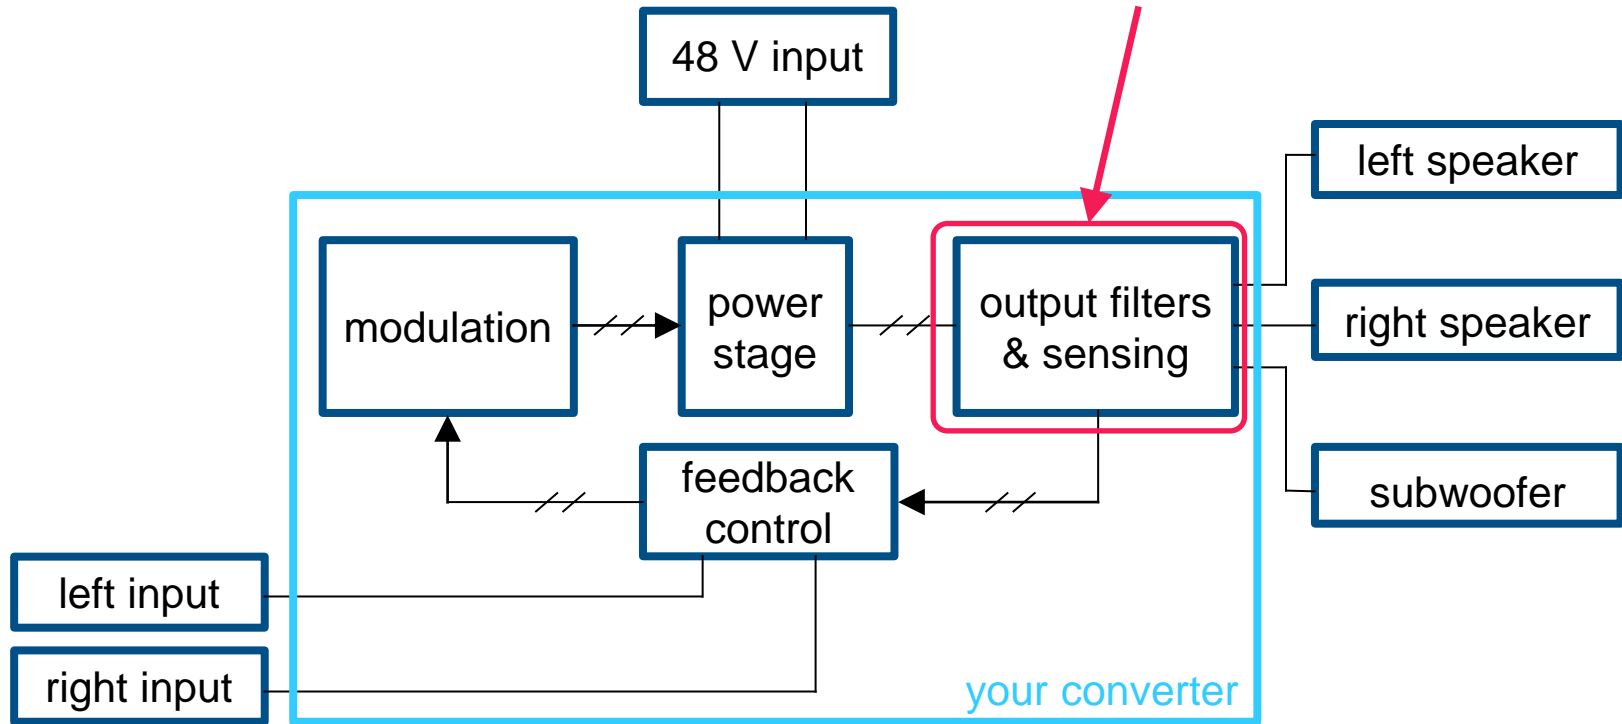 48 V input
left speaker
modulation
power
stage
output filters
& sensing
right speaker
feedback
control
subwoofer
left input
right input
your converter